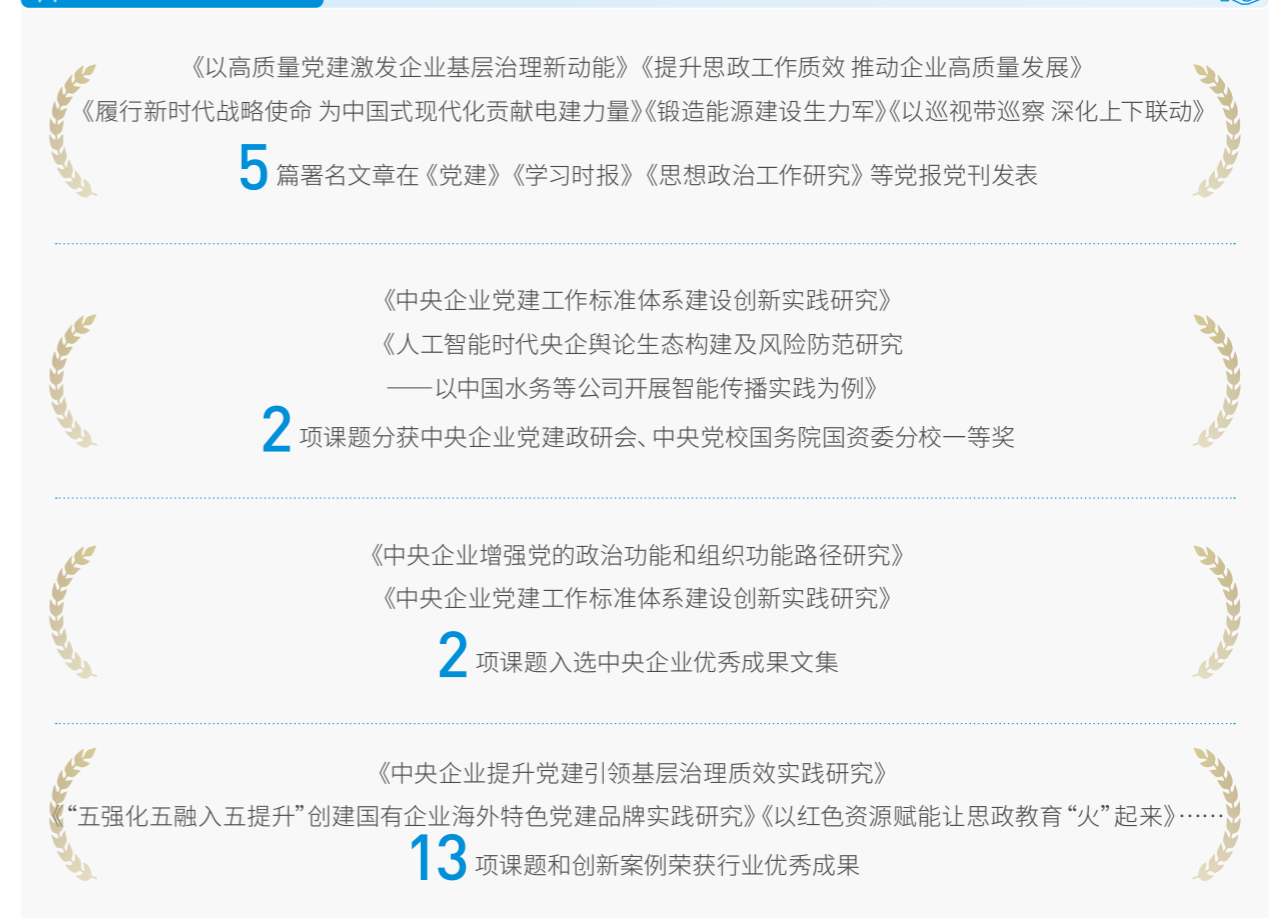 《以高质量党建激发企业基层治理新动能》《提升思政工作质效 推动企业高质量发展》
《履行新时代战略使命 为中国式现代化贡献电建力量》《锻造能源建设生力军》《以巡视带巡察 深化上下联动》
5 篇署名文章在《党建》《学习时报》《思想政治工作研究》等党报党刊发表
《中央企业党建工作标准体系建设创新实践研究》
《人工智能时代央企舆论生态构建及风险防范研究
——以中国水务等公司开展智能传播实践为例》
2 项课题分获中央企业党建政研会、中央党校国务院国资委分校一等奖
《中央企业增强党的政治功能和组织功能路径研究》
《中央企业党建工作标准体系建设创新实践研究》
2 项课题入选中央企业优秀成果文集
《中央企业提升党建引领基层治理质效实践研究》
《“五强化五融入五提升”创建国有企业海外特色党建品牌实践研究》《以红色资源赋能让思政教育“火”起来》……
13 项课题和创新案例荣获行业优秀成果